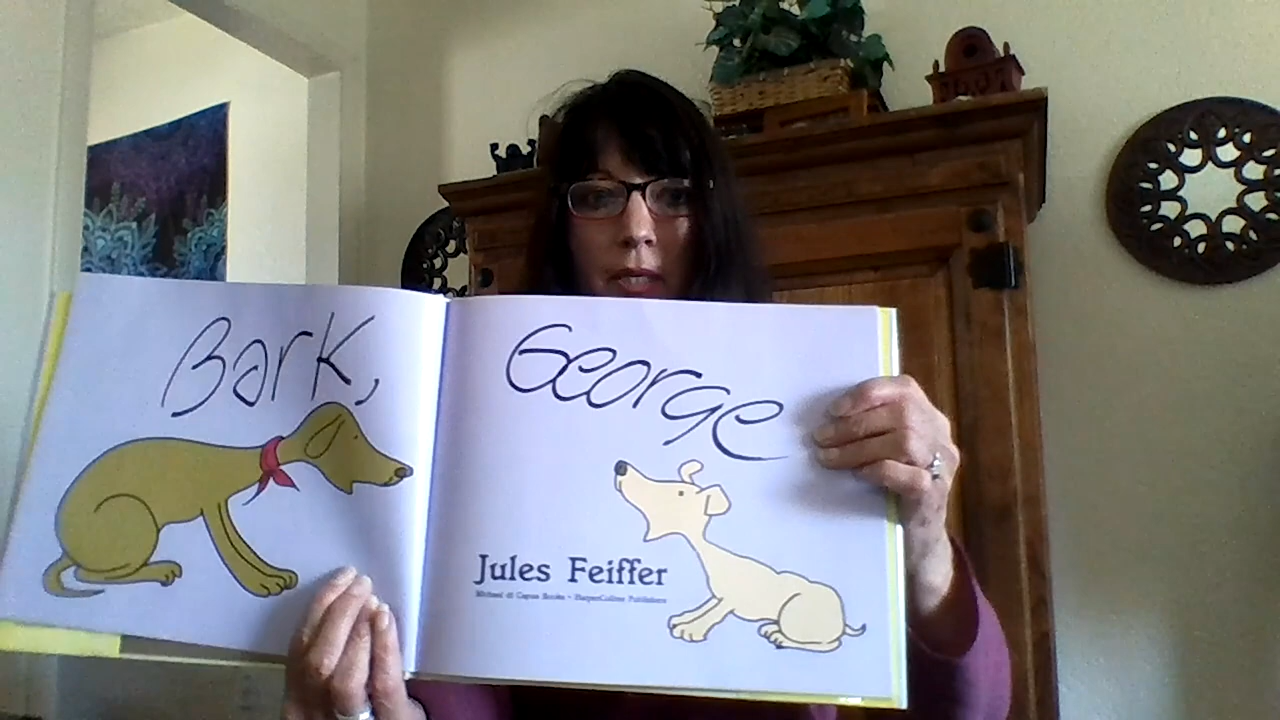 Bark, George
Jules Feiffer
Michael di Capua Books • HarperCollins Publishers